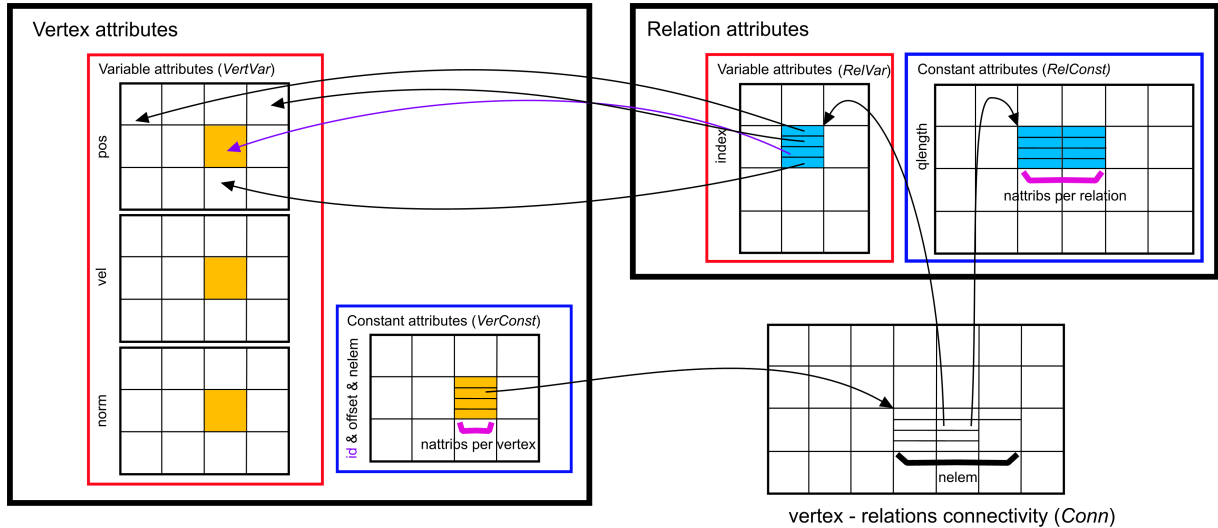 Vertex attributes
Variable attributes (VertVar)
pos
vel
norm
Constant attributes (VerConst)
id & offset & nelem
nattribs per vertex
Relation attributes
Variable attributes (RelVar)
index
Constant attributes (RelConst)
qlength
nattribs per relation
nelem
vertex - relations connectivity (Conn)